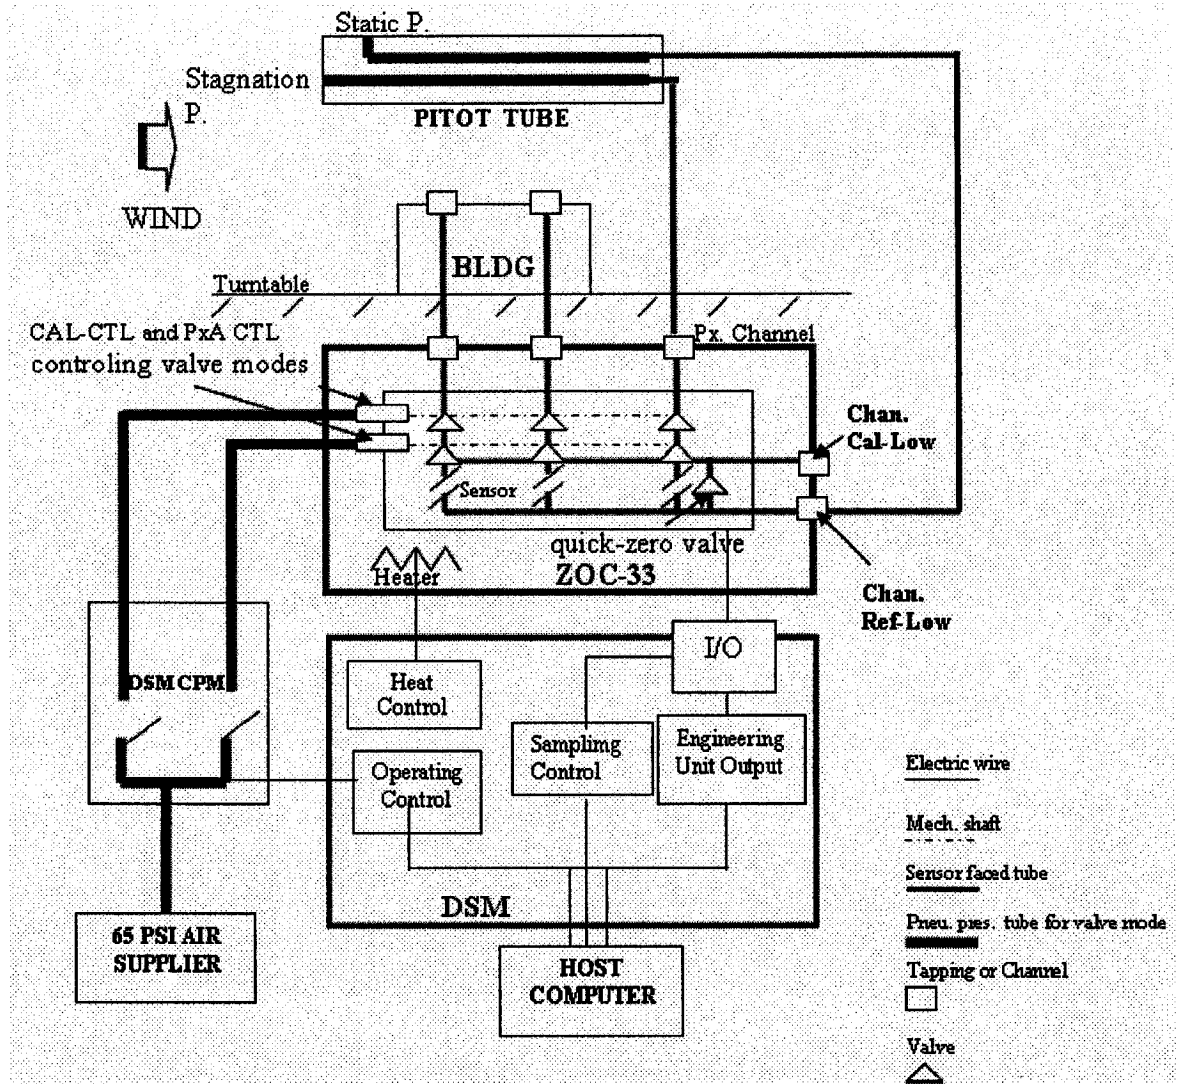 Static P.
Stagnation
P.
PITOT TUBE
WIND
BLDG
Turntable
CAL-CTL and PxA CTL
controling valve modes
Px. Channel
Chan.
Cal-Low
Sensor
quick-zero valve
Heater
ZOC-33
Chan.
Ref-Low
I/O
DSM CPM
Heat
Control
Samplimg
Control
Engineering
Unit Output
Operating
Control
Electric wire
Mech. shaft
Sensor faced tube
DSM
Pneu. pres. tube for valve mode
65 PSI AIR
SUPPLIER
HOST
COMPUTER
Tapping or Channel
Valve